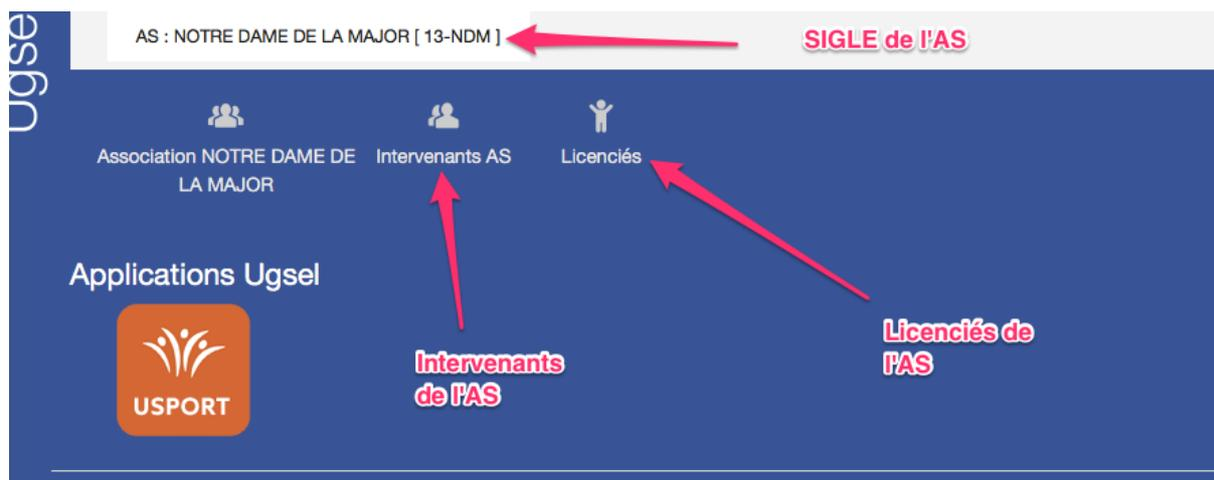 Ugsel
AS : NOTRE DAME DE LA MAJOR [ 13-NDM ]
SIGLE de l'AS
Association NOTRE DAME DE
LA MAJOR
Intervenants AS
Licenciés
Applications Ugsel
USPORT
Intervenants
de l'AS
Licenciés de
l'AS